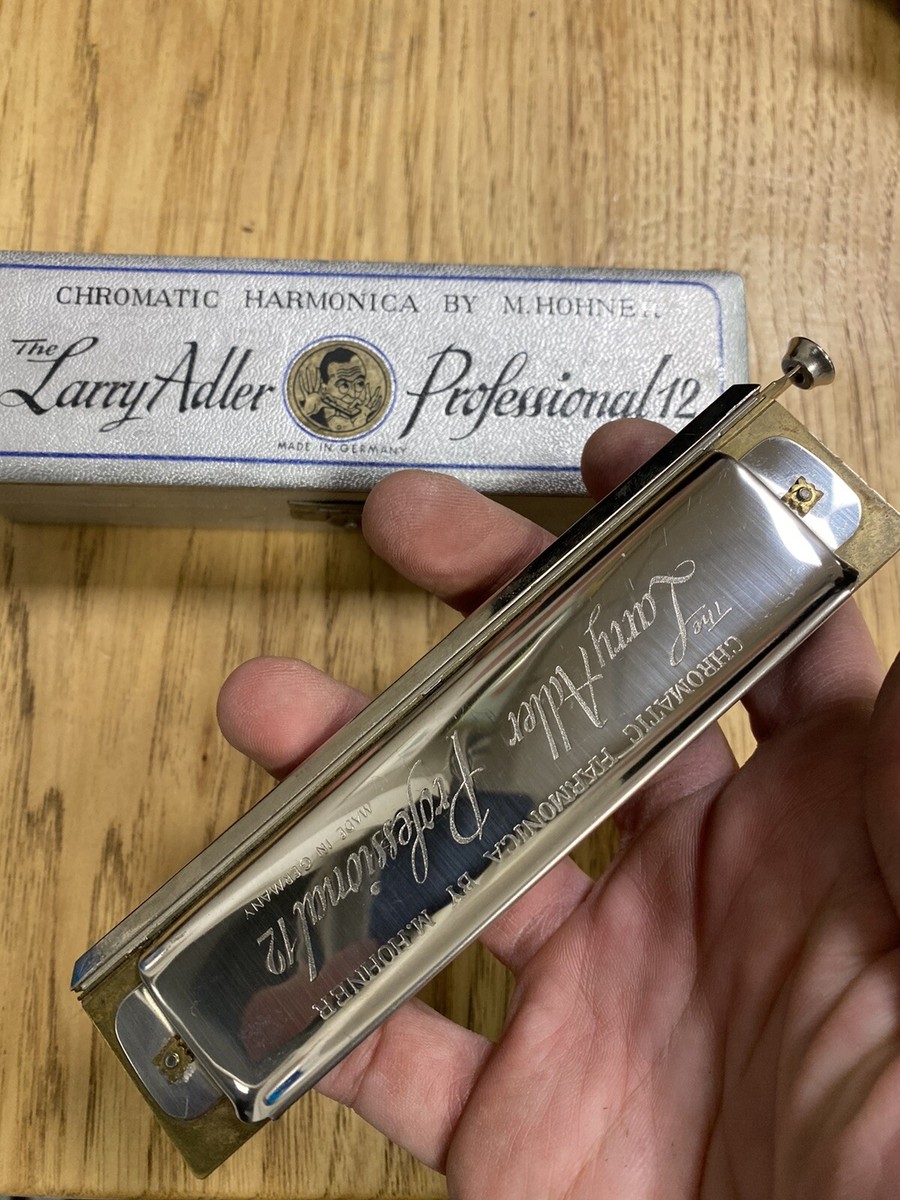 CHROMATIC HARMONICA BY M.HOHNER
The Larry Adler Professional 12
MADE IN GERMANY
CHROMATIC HARMONICA BY M.HOHNER
The Larry Adler Professional 12
MADE IN GERMANY